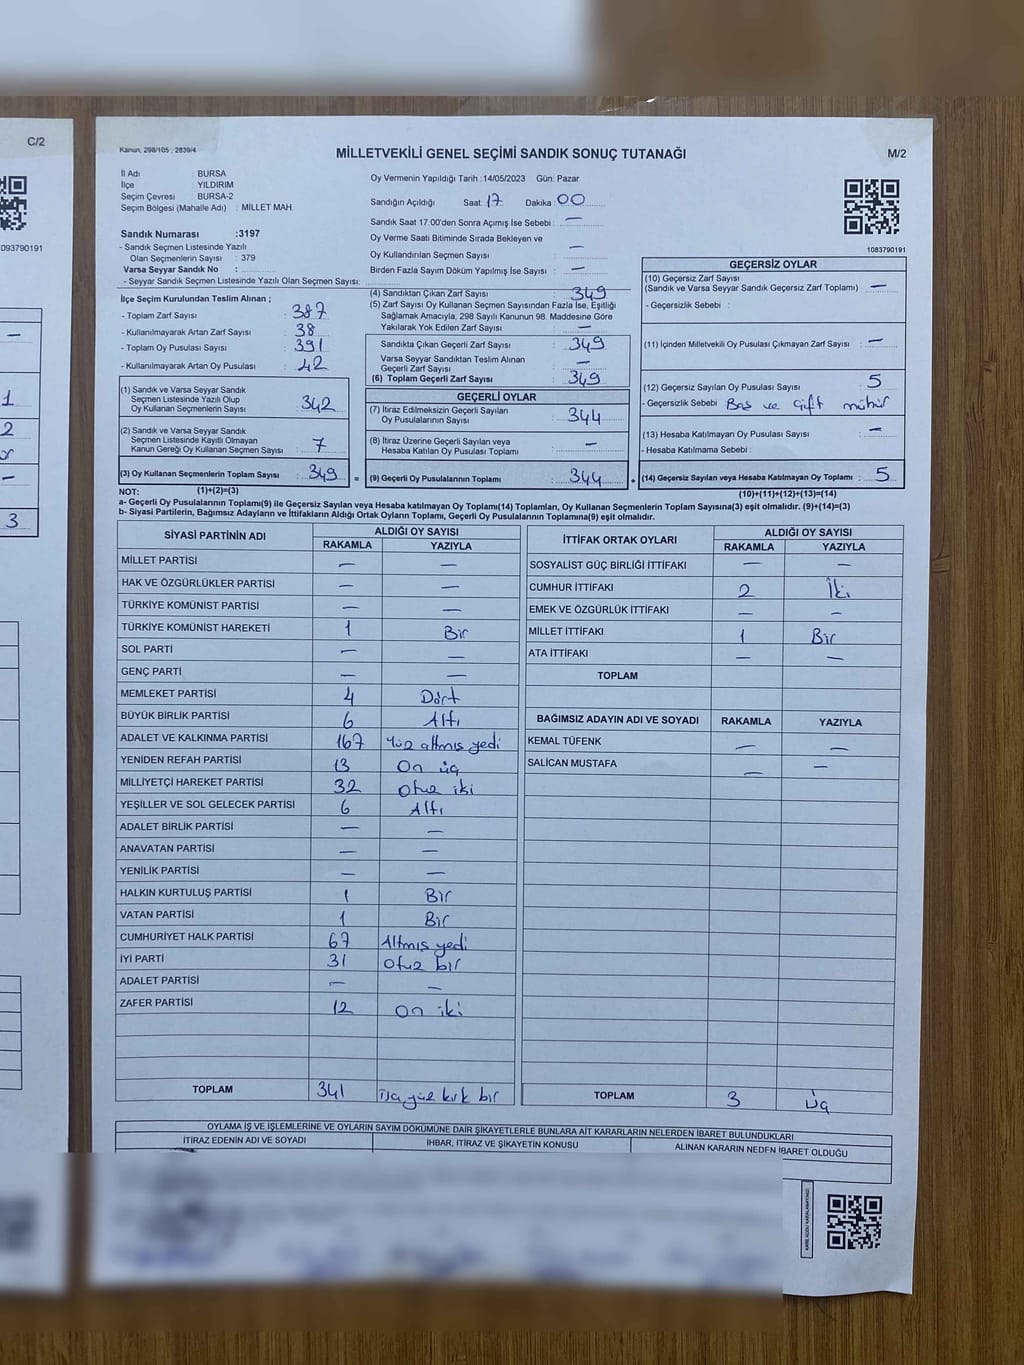 C/2
093790191
1
2
3
Kanun, 298/105 , 2839/4
MİLLETVEKİLİ GENEL SEÇİMİ SANDIK SONUÇ TUTANAĞI
M/2
İl Adı : BURSA
İlçe YILDIRIM
Seçim Çevresi : BURSA-2
Seçim Bölgesi (Mahalle Adı) : MİLLET MAH.
Sandık Numarası :3197
- Sandık Seçmen Listesinde Yazılı
Olan Seçmenlerin Sayısı : 379
Varsa Seyyar Sandık No :
- Seyyar Sandık Seçmen Listesinde Yazılı Olan Seçmen Sayısı:
Oy Vermenin Yapıldığı Tarih :14/05/2023 Gün: Pazar
Sandığın Açıldığı Saat: 17 Dakika 00
Sandık Saat 17:00'den Sonra Açımış İse Sebebi : —
Oy Verme Saati Bitiminde Sırada Bekleyen ve
Oy Kullandırılan Seçmen Sayısı : —
Birden Fazla Sayım Döküm Yapılmış İse Sayısı : —
1083790191
İlçe Seçim Kurulundan Teslim Alınan ;
- Toplam Zarf Sayısı : 387
- Kullanılmayarak Artan Zarf Sayısı : 38
- Toplam Oy Pusulası Sayısı : 391
- Kullanılmayarak Artan Oy Pusulası : 42
(1) Sandık ve Varsa Seyyar Sandık
Seçmen Listesinde Yazılı Olup
Oy Kullanan Seçmenlerin Sayısı : 342
(2) Sandık ve Varsa Seyyar Sandık
Seçmen Listesinde Kayıtlı Olmayan
Kanun Gereği Oy Kullanan Seçmen Sayısı : 7
(3) Oy Kullanan Seçmenlerin Toplam Sayısı : 349
(1)+(2)=(3)
(4) Sandıktan Çıkan Zarf Sayısı : 349
(5) Zarf Sayısı Oy Kullanan Seçmen Sayısından Fazla İse, Eşitliği
Sağlamak Amacıyla, 298 Sayılı Kanunun 98. Maddesine Göre
Yakılarak Yok Edilen Zarf Sayısı : —
Sandıkta Çıkan Geçerli Zarf Sayısı : 349
Varsa Seyyar Sandıktan Teslim Alınan
Geçerli Zarf Sayısı : —
(6) Toplam Geçerli Zarf Sayısı : 349
GEÇERLİ OYLAR
(7) İtiraz Edilmeksizin Geçerli Sayılan
Oy Pusulalarının Sayısı : 344
(8) İtiraz Üzerine Geçerli Sayılan veya
Hesaba Katılan Oy Pusulası Toplamı : —
= (9) Geçerli Oy Pusulalarının Toplamı : 344
GEÇERSİZ OYLAR
(10) Geçersiz Zarf Sayısı
(Sandık ve Varsa Seyyar Sandık Geçersiz Zarf Toplamı) : —
- Geçersizlik Sebebi :
(11) İçinden Milletvekili Oy Pusulası Çıkmayan Zarf Sayısı : —
(12) Geçersiz Sayılan Oy Pusulası Sayısı : 5
- Geçersizlik Sebebi : Boş ve çift mühür
(13) Hesaba Katılmayan Oy Pusulası Sayısı : —
- Hesaba Katılmama Sebebi :
+ (14) Geçersiz Sayılan veya Hesaba Katılmayan Oy Toplamı : 5
(10)+(11)+(12)+(13)=(14)
NOT:
a- Geçerli Oy Pusulalarının Toplamı(9) ile Geçersiz Sayılan veya Hesaba katılmayan Oy Toplamı(14) Toplamları, Oy Kullanan Seçmenlerin Toplam Sayısına(3) eşit olmalıdır. (9)+(14)=(3)
b- Siyasi Partilerin, Bağımsız Adayların ve İttifakların Aldığı Ortak Oyların Toplamı, Geçerli Oy Pusulalarının Toplamına(9) eşit olmalıdır.
SİYASİ PARTİNİN ADI ALDIĞI OY SAYISI
RAKAMLA YAZIYLA
MİLLET PARTİSİ — —
HAK VE ÖZGÜRLÜKLER PARTİSİ — —
TÜRKİYE KOMÜNİST PARTİSİ — —
TÜRKİYE KOMÜNİST HAREKETİ 1 Bir
SOL PARTİ — —
GENÇ PARTİ — —
MEMLEKET PARTİSİ 4 Dört
BÜYÜK BİRLİK PARTİSİ 6 Altı
ADALET VE KALKINMA PARTİSİ 167 Yüz altmış yedi
YENİDEN REFAH PARTİSİ 13 On üç
MİLLİYETÇİ HAREKET PARTİSİ 32 Otuz iki
YEŞİLLER VE SOL GELECEK PARTİSİ 6 Altı
ADALET BİRLİK PARTİSİ — —
ANAVATAN PARTİSİ — —
YENİLİK PARTİSİ — —
HALKIN KURTULUŞ PARTİSİ 1 Bir
VATAN PARTİSİ 1 Bir
CUMHURİYET HALK PARTİSİ 67 Altmış yedi
İYİ PARTİ 31 Otuz bir
ADALET PARTİSİ — —
ZAFER PARTİSİ 12 On iki
TOPLAM 341 üç yüz kırk bir
İTTİFAK ORTAK OYLARI ALDIĞI OY SAYISI
RAKAMLA YAZIYLA
SOSYALİST GÜÇ BİRLİĞİ İTTİFAKI — —
CUMHUR İTTİFAKI 2 İki
EMEK VE ÖZGÜRLÜK İTTİFAKI — —
MİLLET İTTİFAKI 1 Bir
ATA İTTİFAKI — —
TOPLAM
BAĞIMSIZ ADAYIN ADI VE SOYADI RAKAMLA YAZIYLA
KEMAL TÜFENK — —
SALİCAN MUSTAFA — —
TOPLAM 3 üç
OYLAMA İŞ VE İŞLEMLERİNE VE OYLARIN SAYIM DÖKÜMÜNE DAİR ŞİKAYETLERLE BUNLARA AİT KARARLARIN NELERDEN İBARET BULUNDUKLARI
İTİRAZ EDENİN ADI VE SOYADI İHBAR, İTİRAZ VE ŞİKAYETİN KONUSU ALINAN KARARIN NEDEN İBARET OLDUĞU